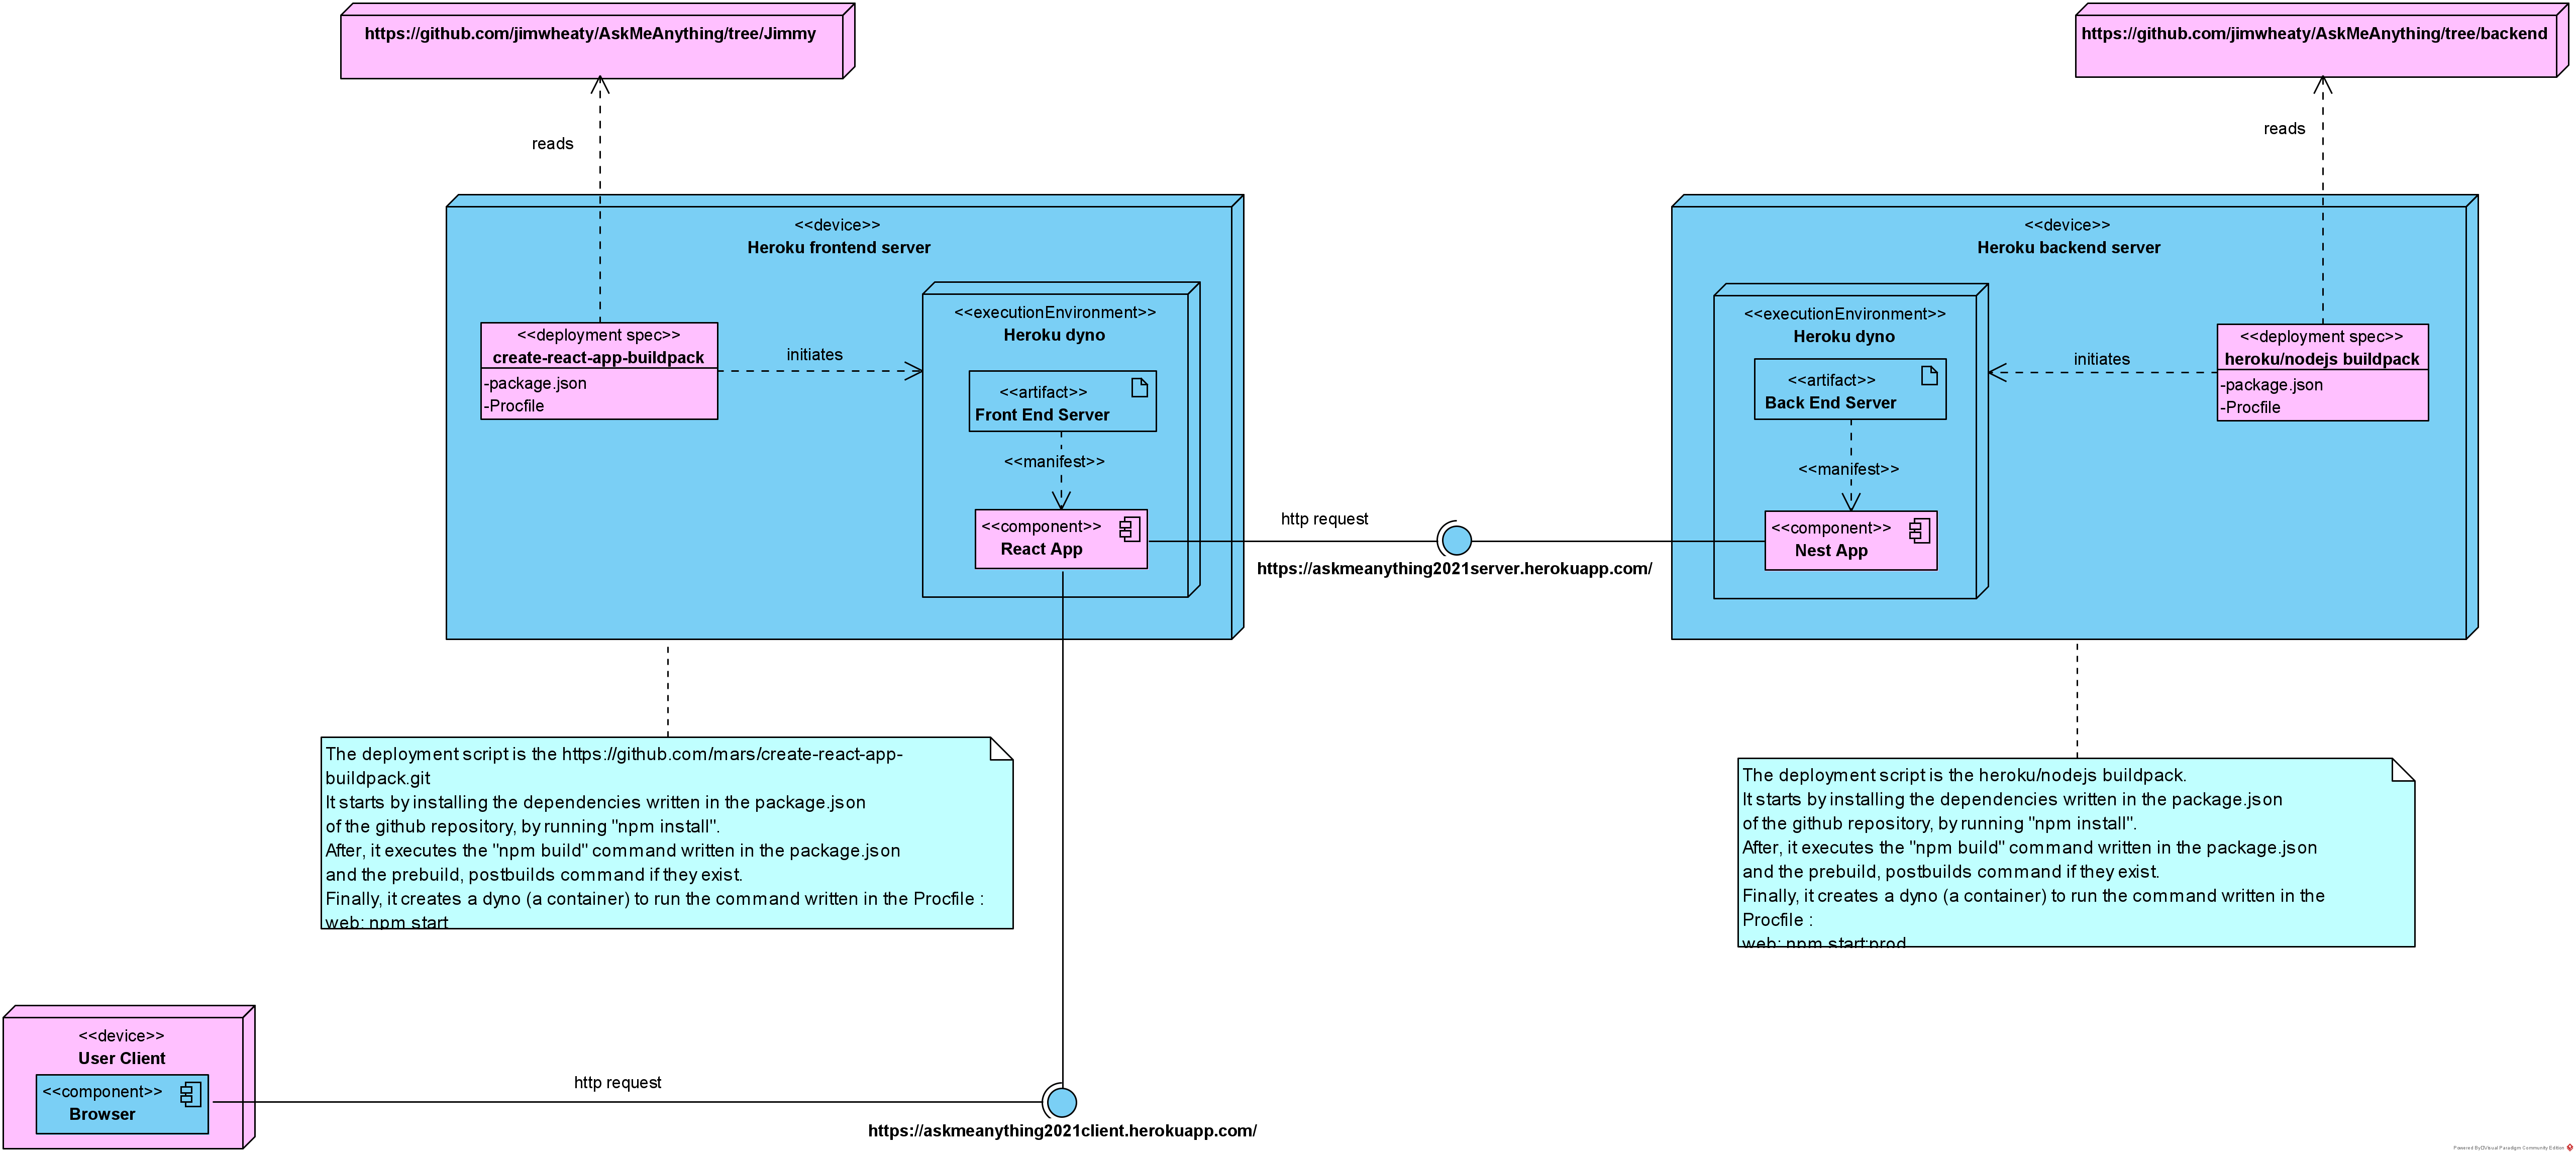 https://github.com/jimwheaty/AskMeAnything/tree/Jimmy
https://github.com/jimwheaty/AskMeAnything/tree/backend
reads
reads
<<device>>
Heroku frontend server
<<deployment spec>>
create-react-app-buildpack
-package.json
-Procfile
initiates
<<executionEnvironment>>
Heroku dyno
<<artifact>>
Front End Server
<<manifest>>
<<component>>
React App
http request
https://askmeanything2021server.herokuapp.com/
<<device>>
Heroku backend server
<<executionEnvironment>>
Heroku dyno
<<artifact>>
Back End Server
<<manifest>>
<<component>>
Nest App
initiates
<<deployment spec>>
heroku/nodejs buildpack
-package.json
-Procfile
The deployment script is the https://github.com/mars/create-react-app-
buildpack.git
It starts by installing the dependencies written in the package.json
of the github repository, by running "npm install".
After, it executes the "npm build" command written in the package.json
and the prebuild, postbuilds command if they exist.
Finally, it creates a dyno (a container) to run the command written in the Procfile :
web: npm start
The deployment script is the heroku/nodejs buildpack.
It starts by installing the dependencies written in the package.json
of the github repository, by running "npm install".
After, it executes the "npm build" command written in the package.json
and the prebuild, postbuilds command if they exist.
Finally, it creates a dyno (a container) to run the command written in the
Procfile :
web: npm start:prod
<<device>>
User Client
<<component>>
Browser
http request
https://askmeanything2021client.herokuapp.com/
Visual Paradigm Community Edition